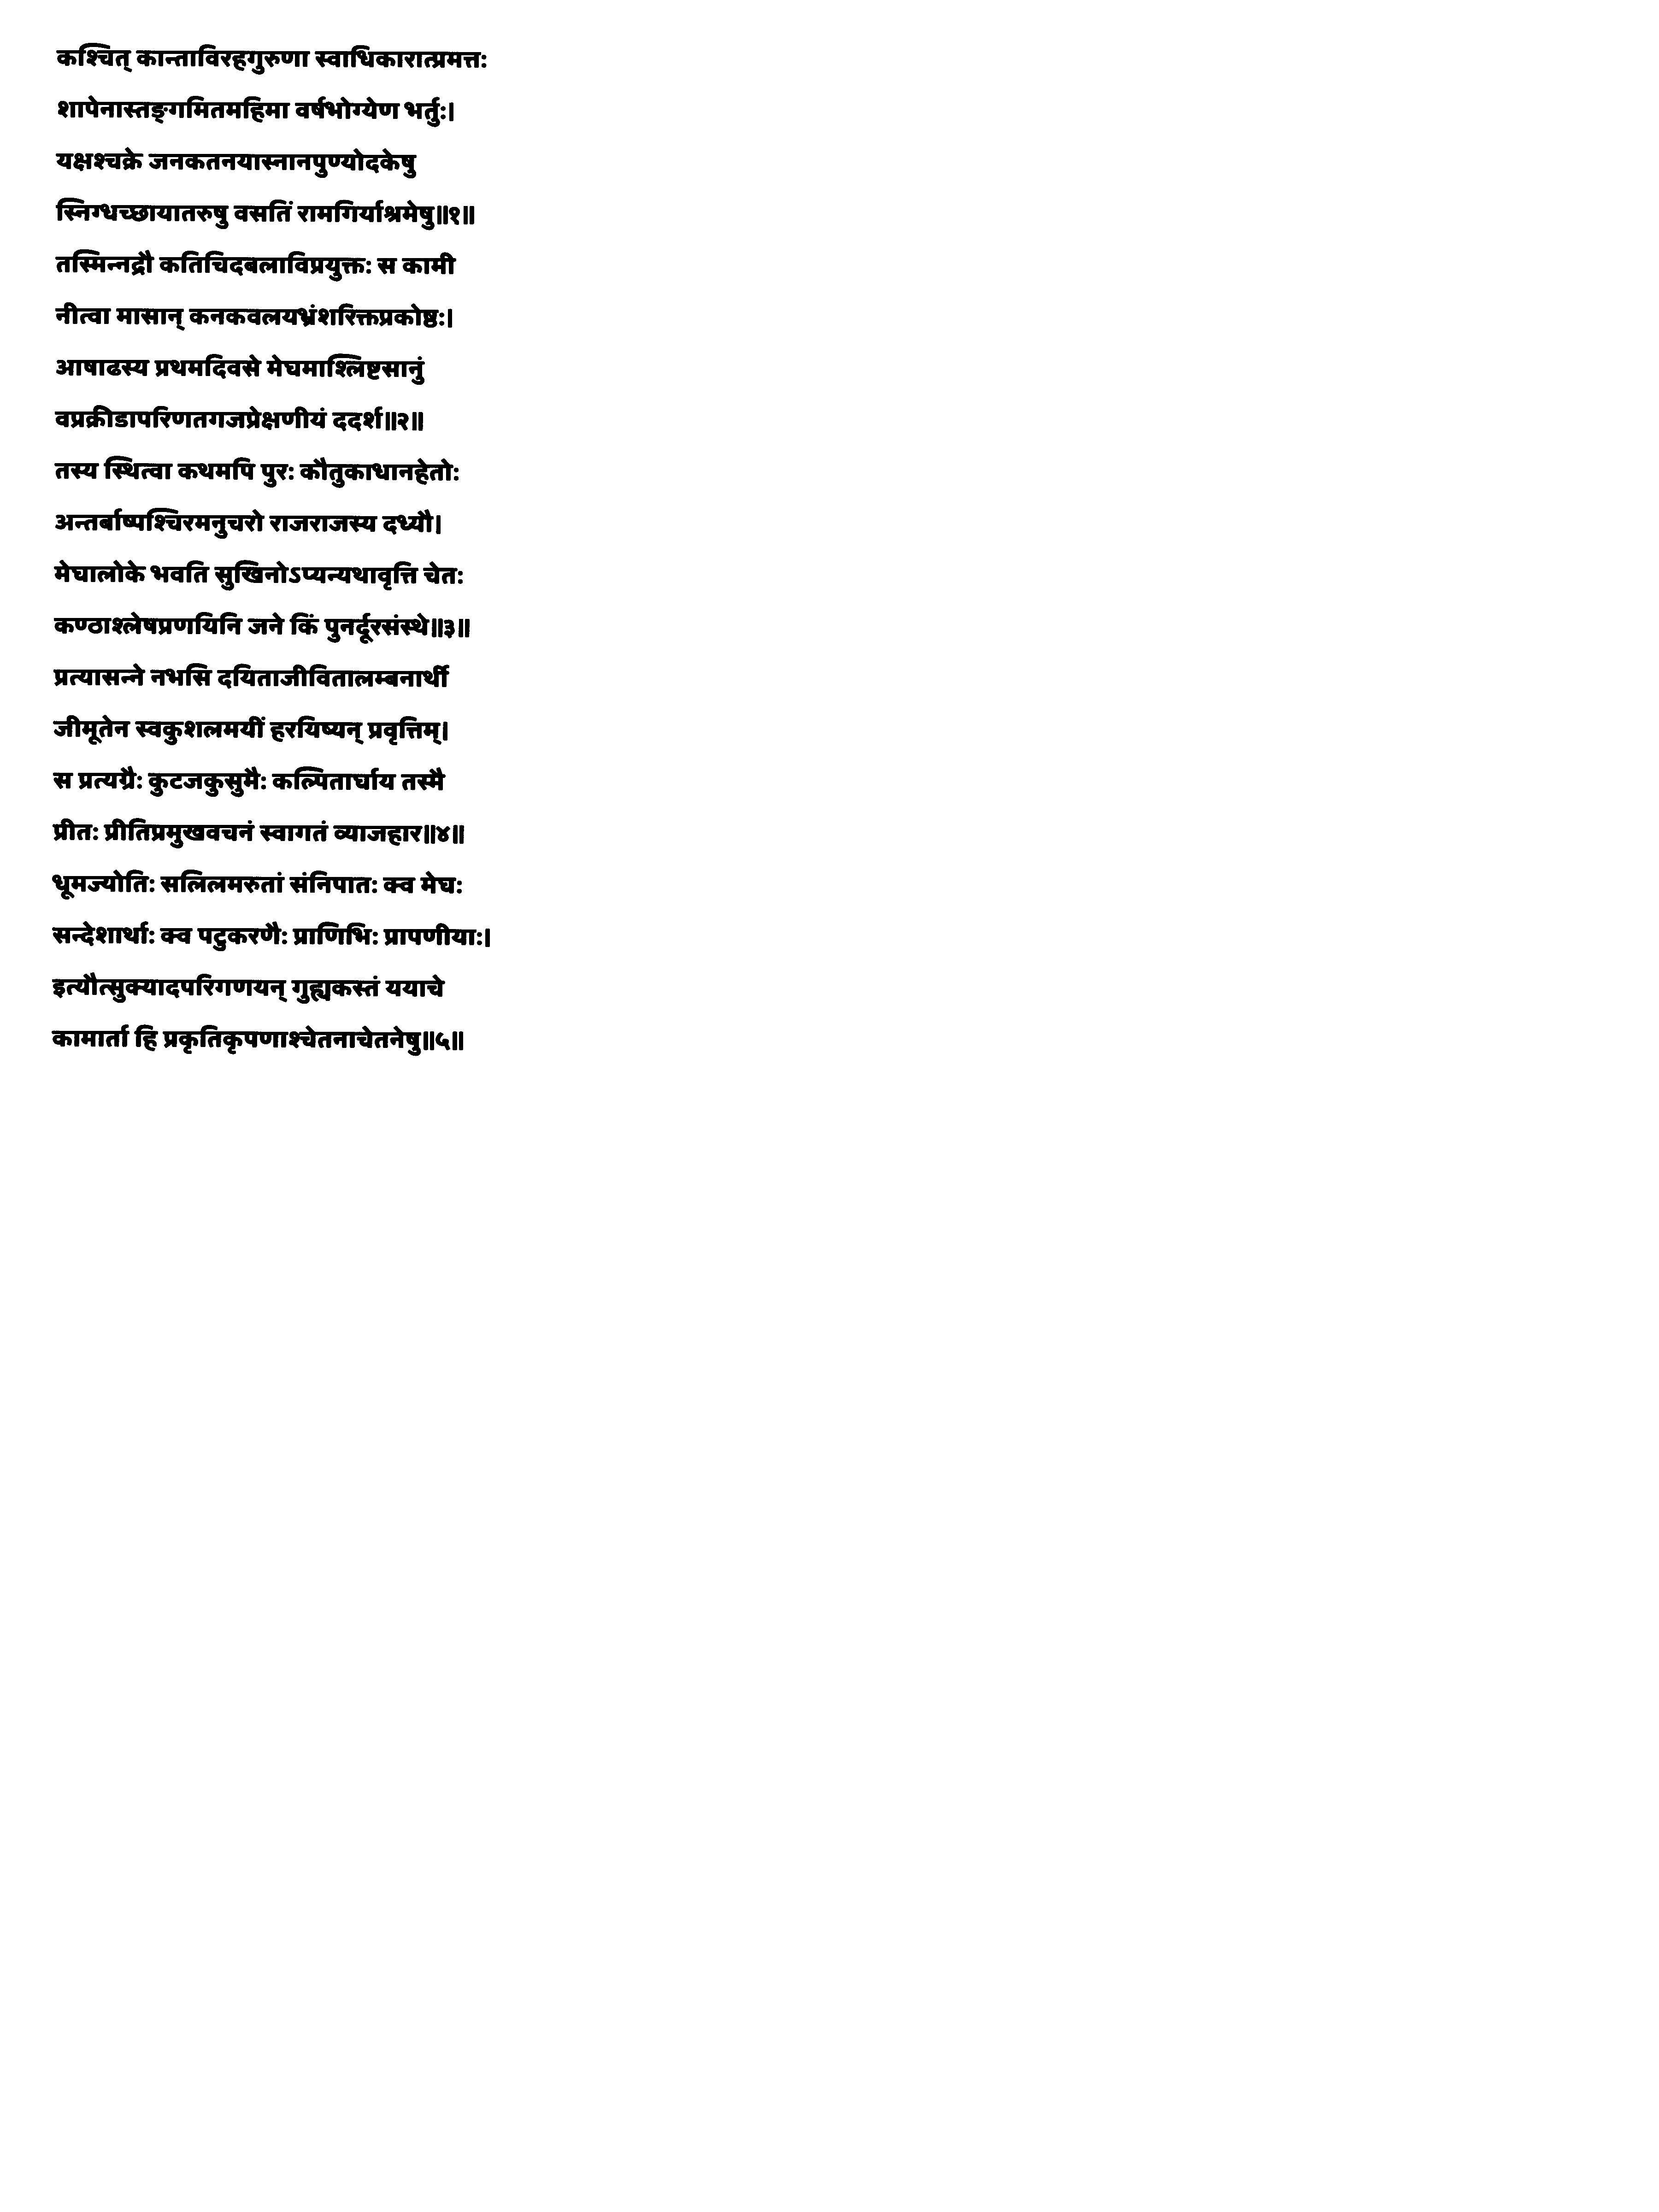 कश्चित् कान्ताविरहगुरुणा स्वाधिकारात्प्रमत्तः
शापेनास्तङ्गमितमहिमा वर्षभोग्येण भर्तुः।
यक्षश्चक्रे जनकतनयास्नानपुण्योदकेषु
स्निग्धच्छायातरुषु वसतिं रामगिर्याश्रमेषु॥१॥
तस्मिन्नद्रौ कतिचिदबलाविप्रयुक्तः स कामी
नीत्वा मासान् कनकवलयभ्रंशरिक्तप्रकोष्ठः।
आषाढस्य प्रथमदिवसे मेघमाश्लिष्टसानुं
वप्रक्रीडापरिणतगजप्रेक्षणीयं ददर्श॥२॥
तस्य स्थित्वा कथमपि पुरः कौतुकाधानहेतोः
अन्तर्बाष्पश्चिरमनुचरो राजराजस्य दध्यौ।
मेघालोके भवति सुखिनोऽप्यन्यथावृत्ति चेतः
कण्ठाश्लेषप्रणयिनि जने किं पुनर्दूरसंस्थे॥३॥
प्रत्यासन्ने नभसि दयिताजीवितालम्बनार्थी
जीमूतेन स्वकुशलमयीं हरयिष्यन् प्रवृत्तिम्।
स प्रत्यग्रैः कुटजकुसुमैः कल्पितार्घाय तस्मै
प्रीतः प्रीतिप्रमुखवचनं स्वागतं व्याजहार॥४॥
धूमज्योतिः सलिलमरुतां संनिपातः क्व मेघः
सन्देशार्थाः क्व पटुकरणैः प्राणिभिः प्रापणीयाः।
इत्यौत्सुक्यादपरिगणयन् गुह्यकस्तं ययाचे
कामार्ता हि प्रकृतिकृपणाश्चेतनाचेतनेषु॥५॥